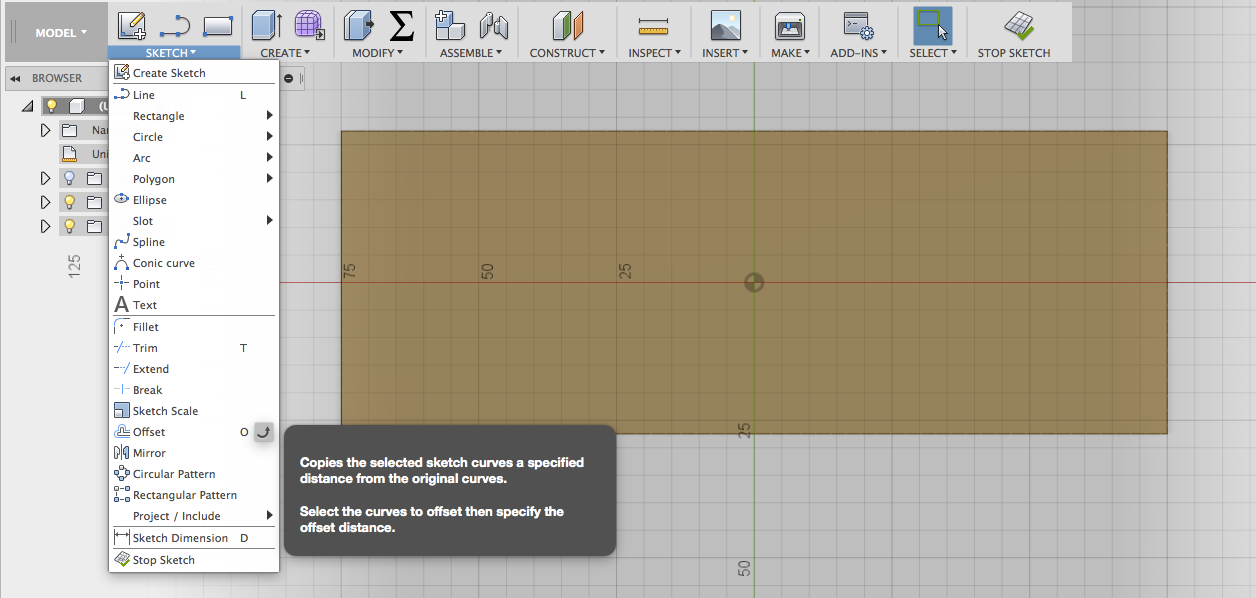 MODEL
SKETCH
CREATE
MODIFY
ASSEMBLE
CONSTRUCT
INSPECT
INSERT
MAKE
ADD-INS
SELECT
STOP SKETCH
BROWSER
(U
Nar
Uni
Create Sketch
Line L
Rectangle
Circle
Arc
Polygon
Ellipse
Slot
Spline
Conic curve
Point
Text
Fillet
Trim T
Extend
Break
Sketch Scale
Offset O
Mirror
Circular Pattern
Rectangular Pattern
Project / Include
Sketch Dimension D
Stop Sketch
Copies the selected sketch curves a specified
distance from the original curves.
Select the curves to offset then specify the
offset distance.
125
75
50
25
25
50